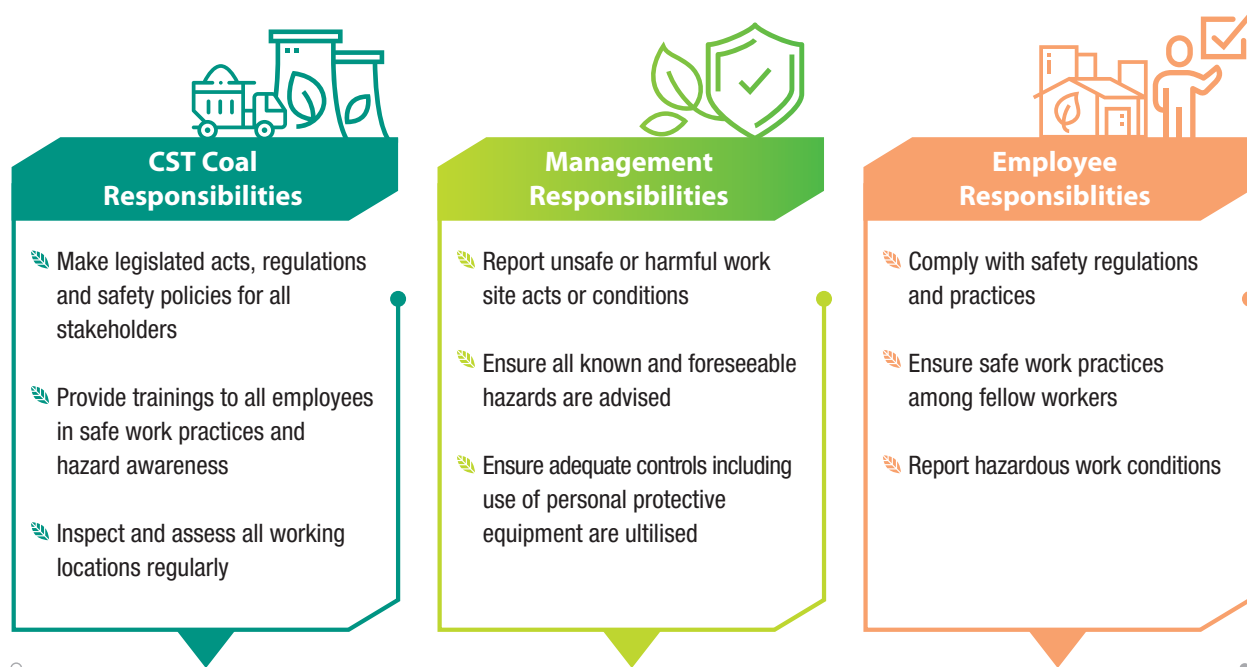 CST Coal
Responsibilities
Make legislated acts, regulations
and safety policies for all
stakeholders
Provide trainings to all employees
in safe work practices and
hazard awareness
Inspect and assess all working
locations regularly
Management
Responsiblities
Report unsafe or harmful work
site acts or conditions
Ensure all known and foreseeable
hazards are advised
Ensure adequate controls including
use of personal protective
equipment are ultilised
Employee
Responsiblities
Comply with safety regulations
and practices
Ensure safe work practices
among fellow workers
Report hazardous work conditions